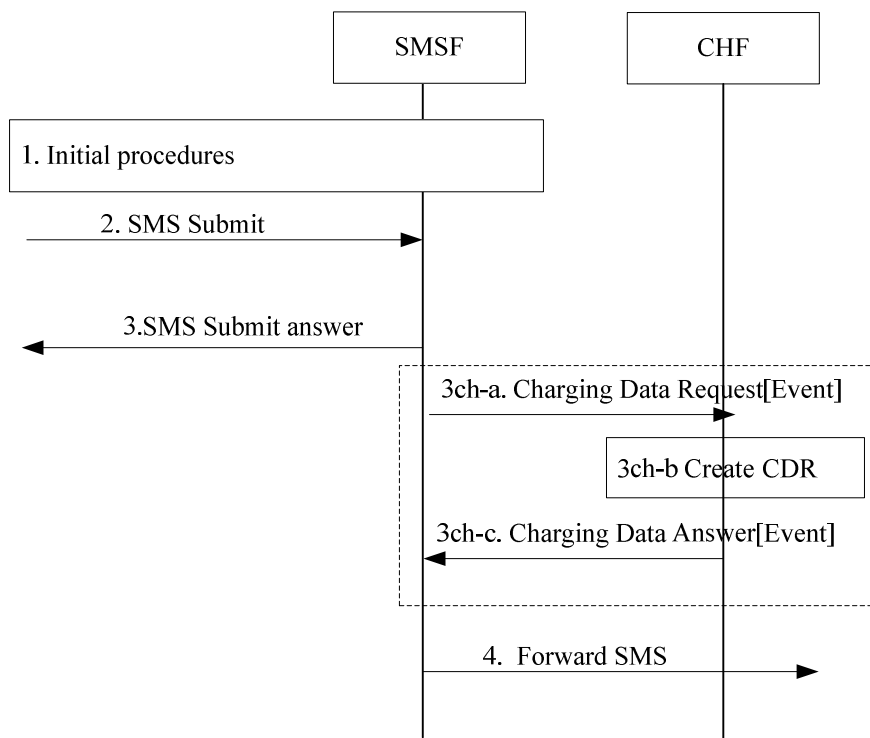 SMSF
CHF
1. Initial procedures
2. SMS Submit
3.SMS Submit answer
3ch-a. Charging Data Request[Event]
3ch-b Create CDR
3ch-c. Charging Data Answer[Event]
4. Forward SMS